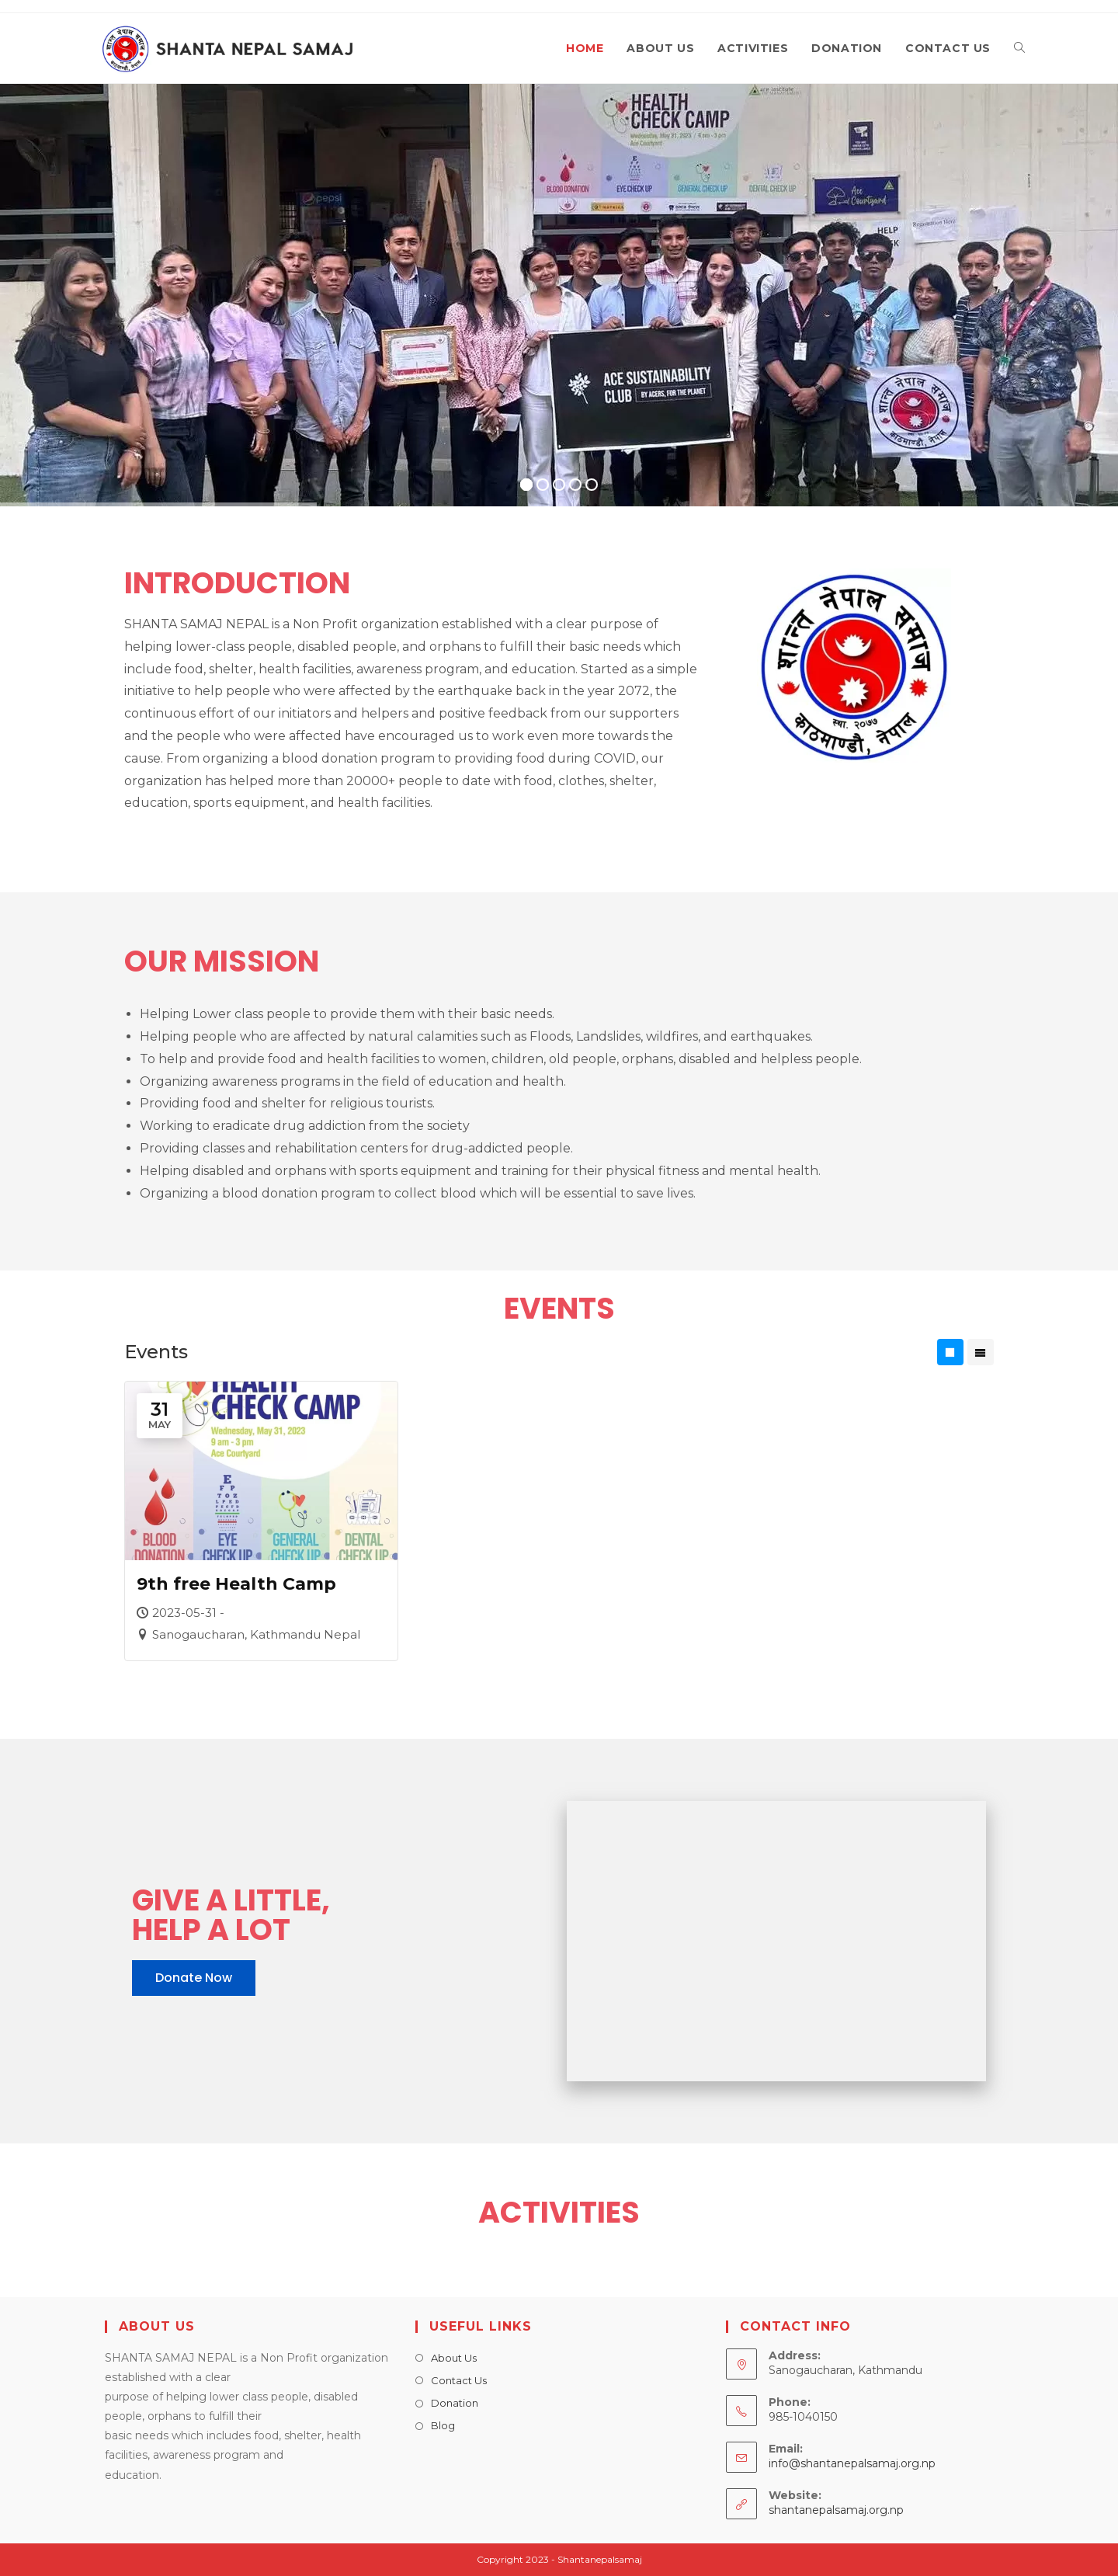 SHANTA NEPAL SAMAJ
HOME ABOUT US ACTIVITIES DONATION CONTACT US
pepsi
HEALTH
CHECK CAMP
Wednesday, May 31, 2023 / 9 am - 3 pm
Ace Courtyard
BLOOD DONATION EYE CHECK UP GENERAL CHECK UP DENTAL CHECK UP
Ace
Courtyard
HELP
ACE SUSTAINABILITY
CLUB BY ACERS, FOR THE PLANET
शान्त नेपाल समाज
काठमाण्डौ, नेपाल
INTRODUCTION
SHANTA SAMAJ NEPAL is a Non Profit organization established with a clear purpose of
helping lower-class people, disabled people, and orphans to fulfill their basic needs which
include food, shelter, health facilities, awareness program, and education. Started as a simple
initiative to help people who were affected by the earthquake back in the year 2072, the
continuous effort of our initiators and helpers and positive feedback from our supporters
and the people who were affected have encouraged us to work even more towards the
cause. From organizing a blood donation program to providing food during COVID, our
organization has helped more than 20000+ people to date with food, clothes, shelter,
education, sports equipment, and health facilities.
शान्त नेपाल समाज
स्था. २०७७
काठमाण्डौ, नेपाल
OUR MISSION
Helping Lower class people to provide them with their basic needs.
Helping people who are affected by natural calamities such as Floods, Landslides, wildfires, and earthquakes.
To help and provide food and health facilities to women, children, old people, orphans, disabled and helpless people.
Organizing awareness programs in the field of education and health.
Providing food and shelter for religious tourists.
Working to eradicate drug addiction from the society
Providing classes and rehabilitation centers for drug-addicted people.
Helping disabled and orphans with sports equipment and training for their physical fitness and mental health.
Organizing a blood donation program to collect blood which will be essential to save lives.
EVENTS
Events
31
MAY
HEALTH
CHECK CAMP
Wednesday, May 31, 2023
9 am - 3 pm
Ace Courtyard
BLOOD DONATION EYE CHECK UP GENERAL CHECK UP DENTAL CHECK UP
9th free Health Camp
2023-05-31 -
Sanogaucharan, Kathmandu Nepal
GIVE A LITTLE,
HELP A LOT
Donate Now
ACTIVITIES
ABOUT US
SHANTA SAMAJ NEPAL is a Non Profit organization
established with a clear
purpose of helping lower class people, disabled
people, orphans to fulfill their
basic needs which includes food, shelter, health
facilities, awareness program and
education.
USEFUL LINKS
About Us
Contact Us
Donation
Blog
CONTACT INFO
Address:
Sanogaucharan, Kathmandu
Phone:
985-1040150
Email:
info@shantanepalsamaj.org.np
Website:
shantanepalsamaj.org.np
Copyright 2023 - Shantanepalsamaj